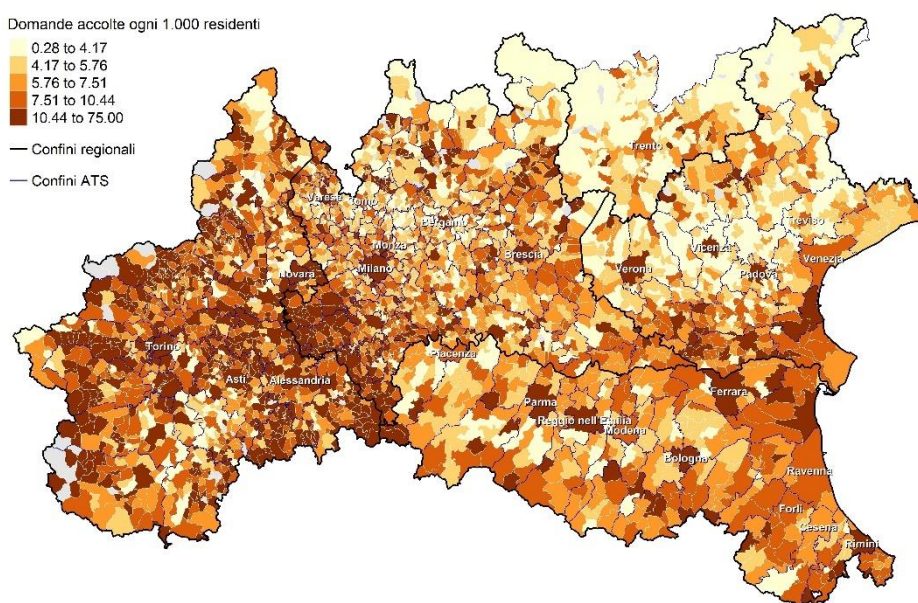 Domande accolte ogni 1.000 residenti
0.28 to 4.17
4.17 to 5.76
5.76 to 7.51
7.51 to 10.44
10.44 to 75.00
Confini regionali
Confini ATS
Trento
Varese
Como
Bergamo
Treviso
Monza
Vicenza
Venezia
Novara
Milano
Brescia
Verona
Padova
Torino
Piacenza
Asti
Alessandria
Parma
Ferrara
Reggio nell'Emilia
Modena
Bologna
Ravenna
Forlì
Cesena
Rimini